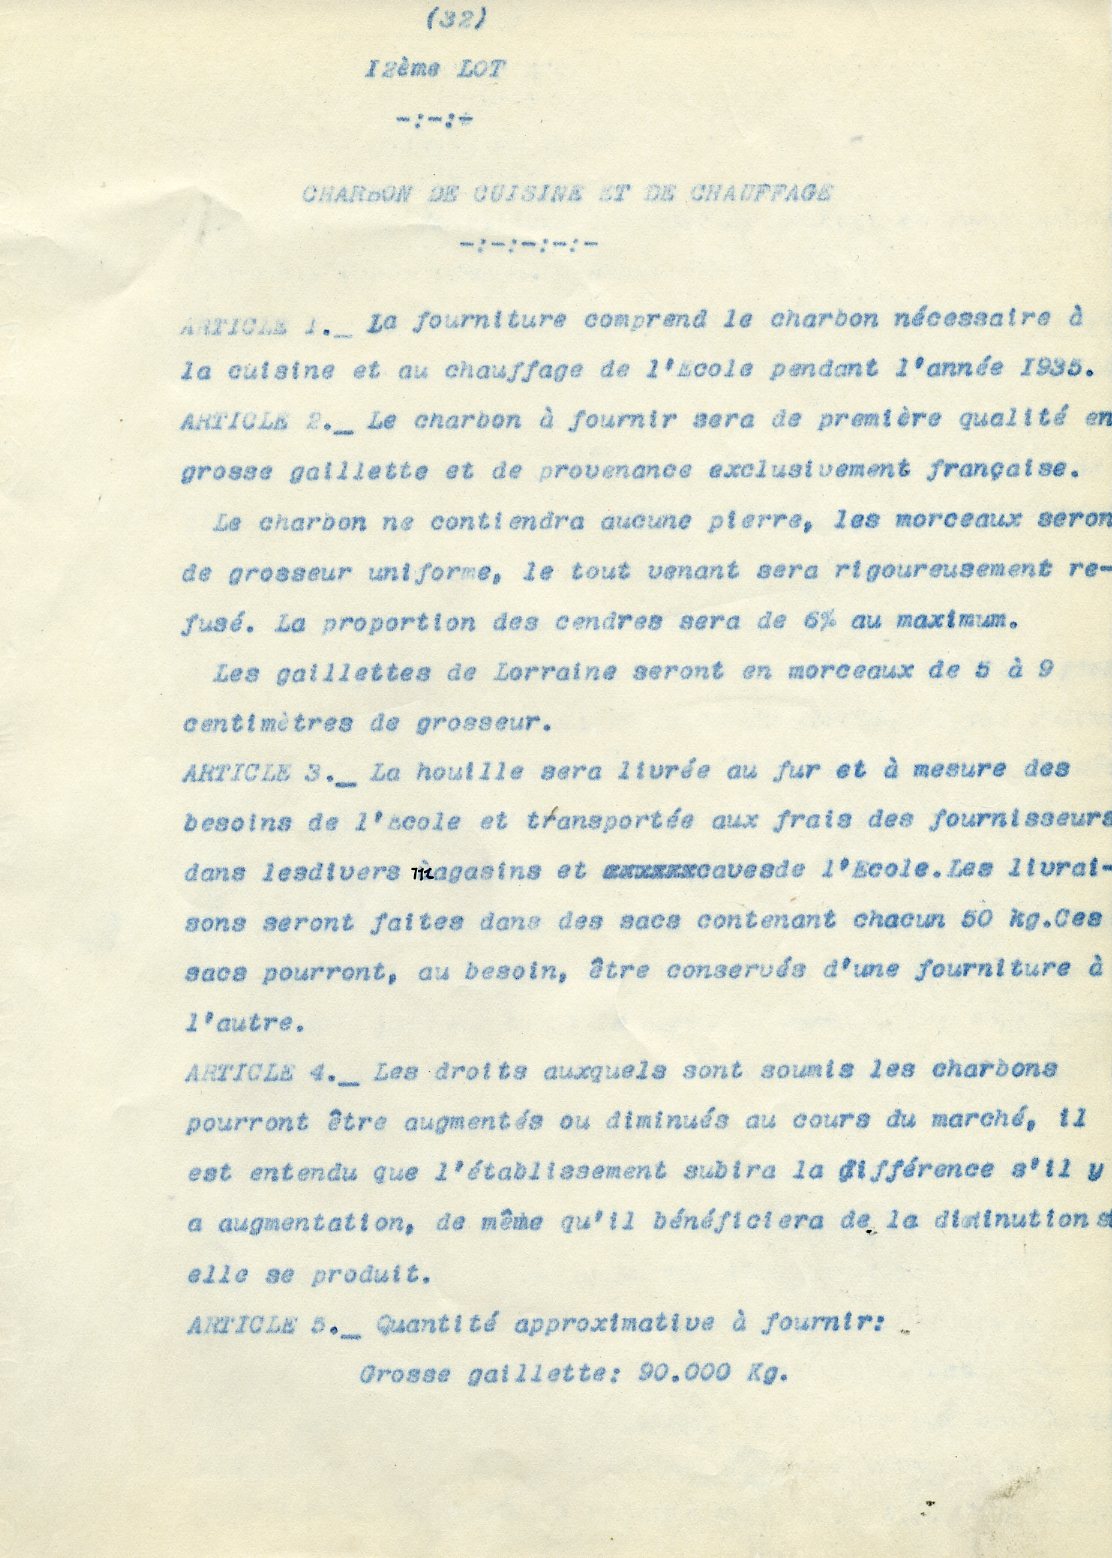 (32)
I2ème LOT
-:-:-
CHARBON DE CUISINE ET DE CHAUFFAGE
-:-:-:-:-
ARTICLE 1._ La fourniture comprend le charbon nécessaire à
la cuisine et au chauffage de l'Ecole pendant l'année I935.
ARTICLE 2._ Le charbon à fournir sera de première qualité en
grosse gaillette et de provenance exclusivement française.
Le charbon ne contiendra aucune pierre, les morceaux seron
de grosseur uniforme, le tout venant sera rigoureusement re-
fusé. La proportion des cendres sera de 6% au maximum.
Les gaillettes de Lorraine seront en morceaux de 5 à 9
centimètres de grosseur.
ARTICLE 3._ La houille sera livrée au fur et à mesure des
besoins de l'Ecole et transportée aux frais des fournisseurs
dans lesdivers magasins et cavesde l'Ecole.Les livrai-
sons seront faites dans des sacs contenant chacun 50 kg.Ces
sacs pourront, au besoin, être conservés d'une fourniture à
l'autre.
ARTICLE 4._ Les droits auxquels sont soumis les charbons
pourront être augmentés ou diminués au cours du marché, il
est entendu que l'établissement subira la différence s'il y
a augmentation, de même qu'il bénéficiera de la diminution s
elle se produit.
ARTICLE 5._ Quantité approximative à fournir:
Grosse gaillette: 90.000 Kg.